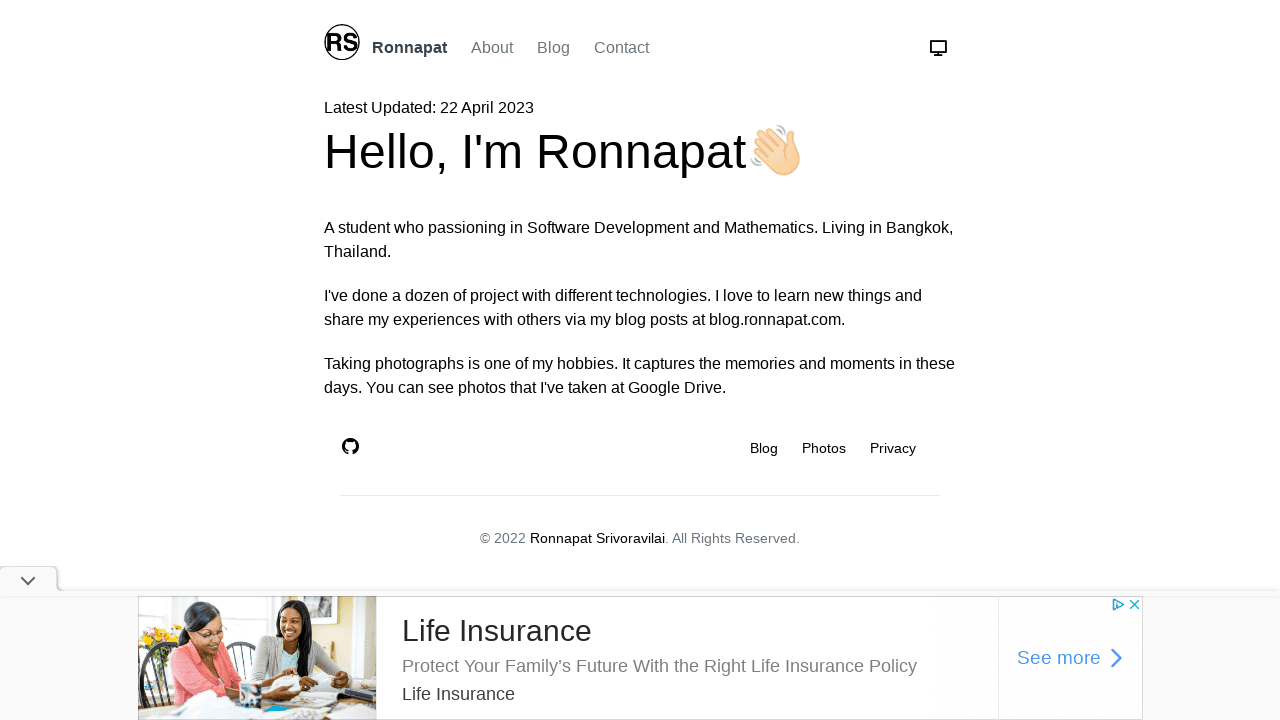 RS
Ronnapat About Blog Contact
Latest Updated: 22 April 2023
Hello, I'm Ronnapat👋🏻
A student who passioning in Software Development and Mathematics. Living in Bangkok,
Thailand.
I've done a dozen of project with different technologies. I love to learn new things and
share my experiences with others via my blog posts at blog.ronnapat.com.
Taking photographs is one of my hobbies. It captures the memories and moments in these
days. You can see photos that I've taken at Google Drive.
Blog Photos Privacy
© 2022 Ronnapat Srivoravilai. All Rights Reserved.
Life Insurance
Protect Your Family's Future With the Right Life Insurance Policy
Life Insurance
See more